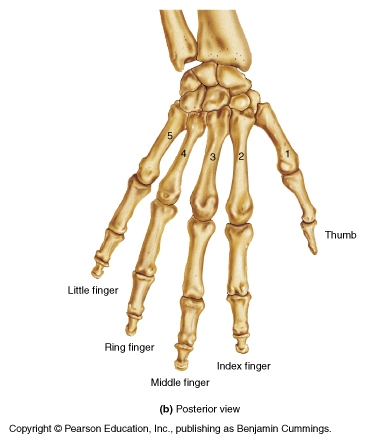 5
4
3
2
1
Thumb
Little finger
Ring finger
Index finger
Middle finger
(b) Posterior view
Copyright © Pearson Education, Inc., publishing as Benjamin Cummings.